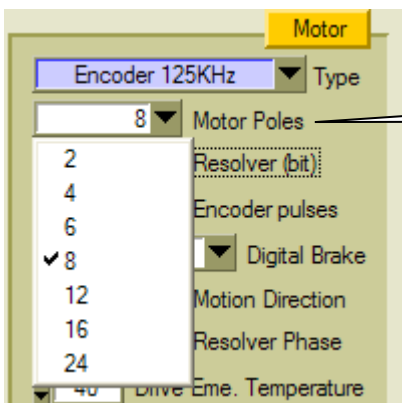 Motor
Encoder 125KHz Type
8 Motor Poles
2
Resolver (bit)
4
Encoder pulses
6
8 Digital Brake
12 Motion Direction
16 Resolver Phase
24
40 Drive Eme. Temperature